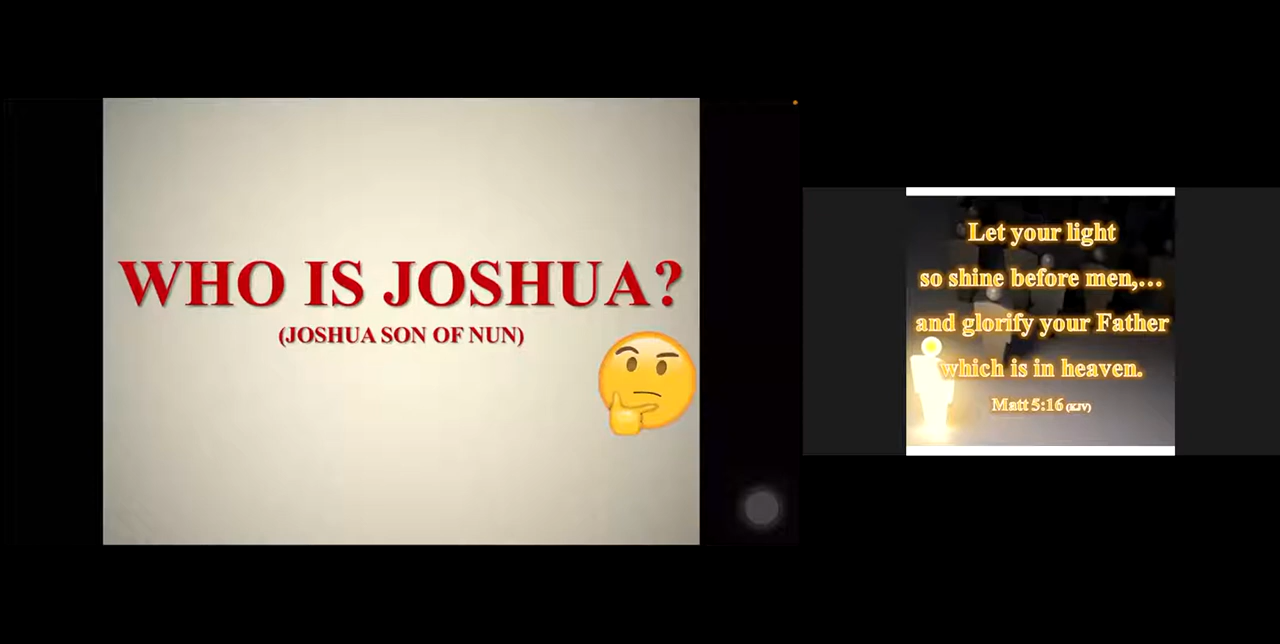 WHO IS JOSHUA?
(JOSHUA SON OF NUN)
Let your light
so shine before men,...
and glorify your Father
which is in heaven.
Matt 5:16 (KJV)